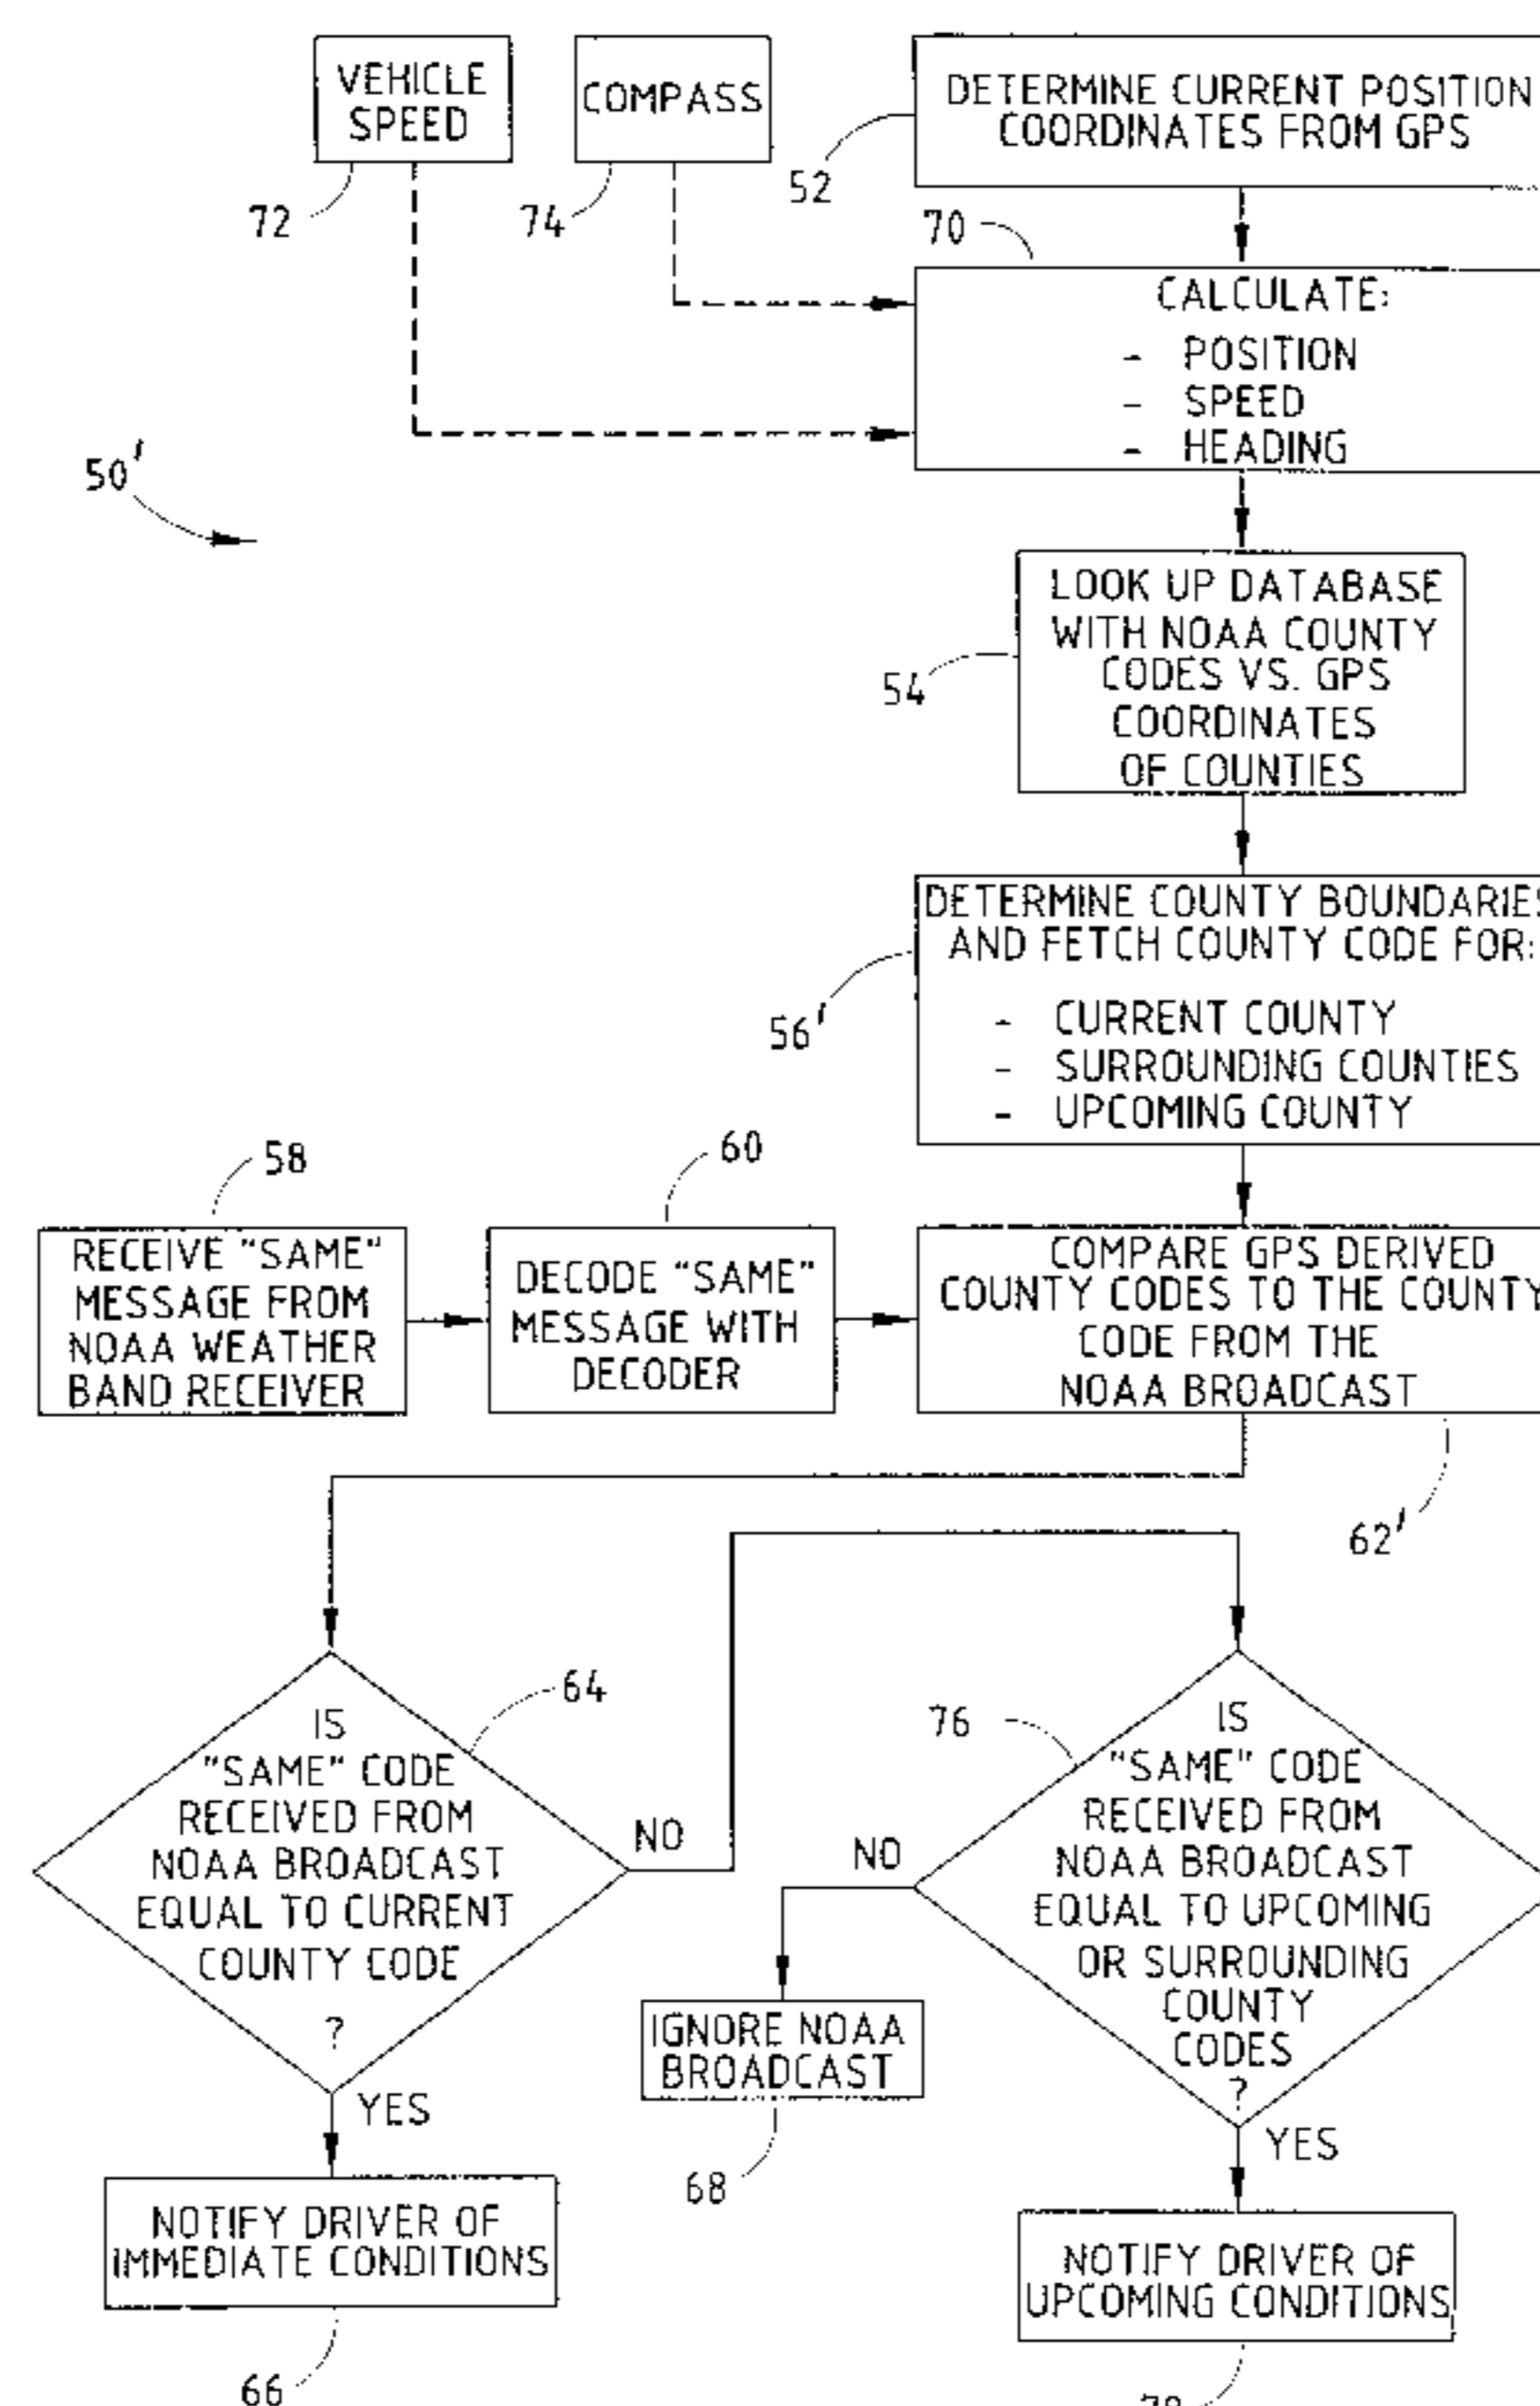 VEHICLE
SPEED
72
COMPASS
74
DETERMINE CURRENT POSITION
COORDINATES FROM GPS
52
70
CALCULATE:
- POSITION
- SPEED
- HEADING
50'
LOOK UP DATABASE
WITH NOAA COUNTY
CODES VS. GPS
COORDINATES
OF COUNTIES
54
DETERMINE COUNTY BOUNDARIES
AND FETCH COUNTY CODE FOR:
- CURRENT COUNTY
- SURROUNDING COUNTIES
- UPCOMING COUNTY
56'
58
RECEIVE "SAME"
MESSAGE FROM
NOAA WEATHER
BAND RECEIVER
60
DECODE "SAME"
MESSAGE WITH
DECODER
COMPARE GPS DERIVED
COUNTY CODES TO THE COUNTY
CODE FROM THE
NOAA BROADCAST
62'
64
IS
"SAME" CODE
RECEIVED FROM
NOAA BROADCAST
EQUAL TO CURRENT
COUNTY CODE
?
NO
YES
NOTIFY DRIVER OF
IMMEDIATE CONDITIONS
66
76
IS
"SAME" CODE
RECEIVED FROM
NOAA BROADCAST
EQUAL TO UPCOMING
OR SURROUNDING
COUNTY
CODES
?
NO
IGNORE NOAA
BROADCAST
68
YES
NOTIFY DRIVER OF
UPCOMING CONDITIONS